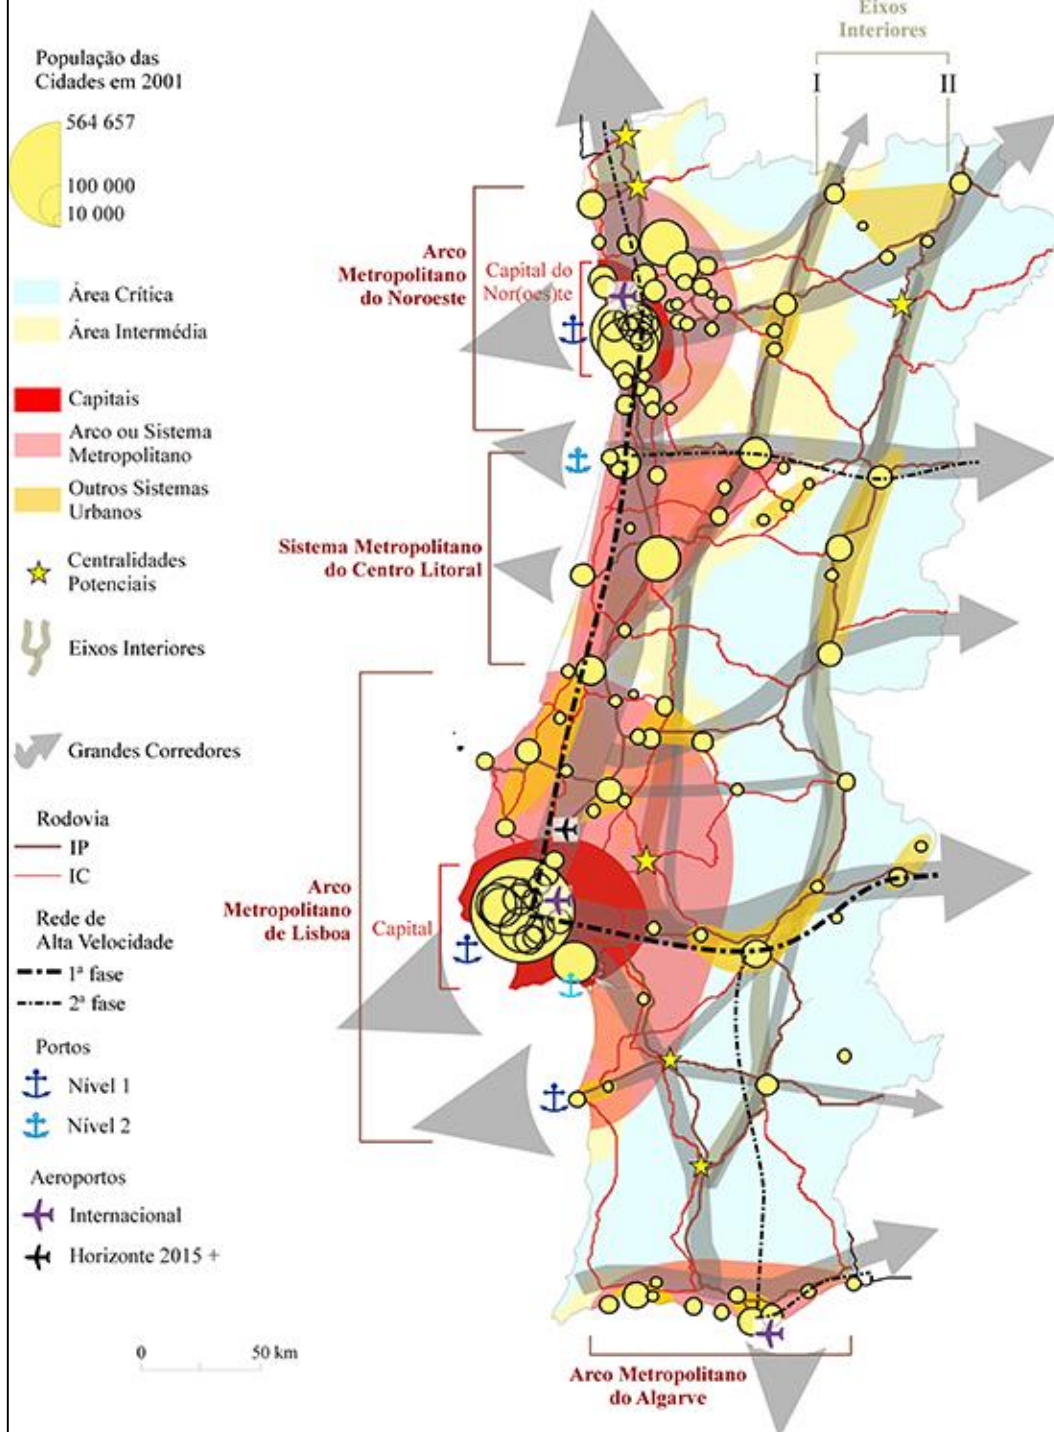 População das
Cidades em 2001
564 657
100 000
10 000
Área Crítica
Área Intermédia
Capitais
Arco ou Sistema
Metropolitano
Outros Sistemas
Urbanos
Centralidades
Potenciais
Eixos Interiores
Grandes Corredores
Rodovia
IP
IC
Rede de
Alta Velocidade
1ª fase
2ª fase
Portos
Nível 1
Nível 2
Aeroportos
Internacional
Horizonte 2015 +
0
50 km
Eixos
Interiores
I
II
Arco
Metropolitano
do Noroeste
Capital do
Nor(oes)te
Sistema Metropolitano
do Centro Litoral
Arco
Metropolitano
de Lisboa
Capital
Arco Metropolitano
do Algarve